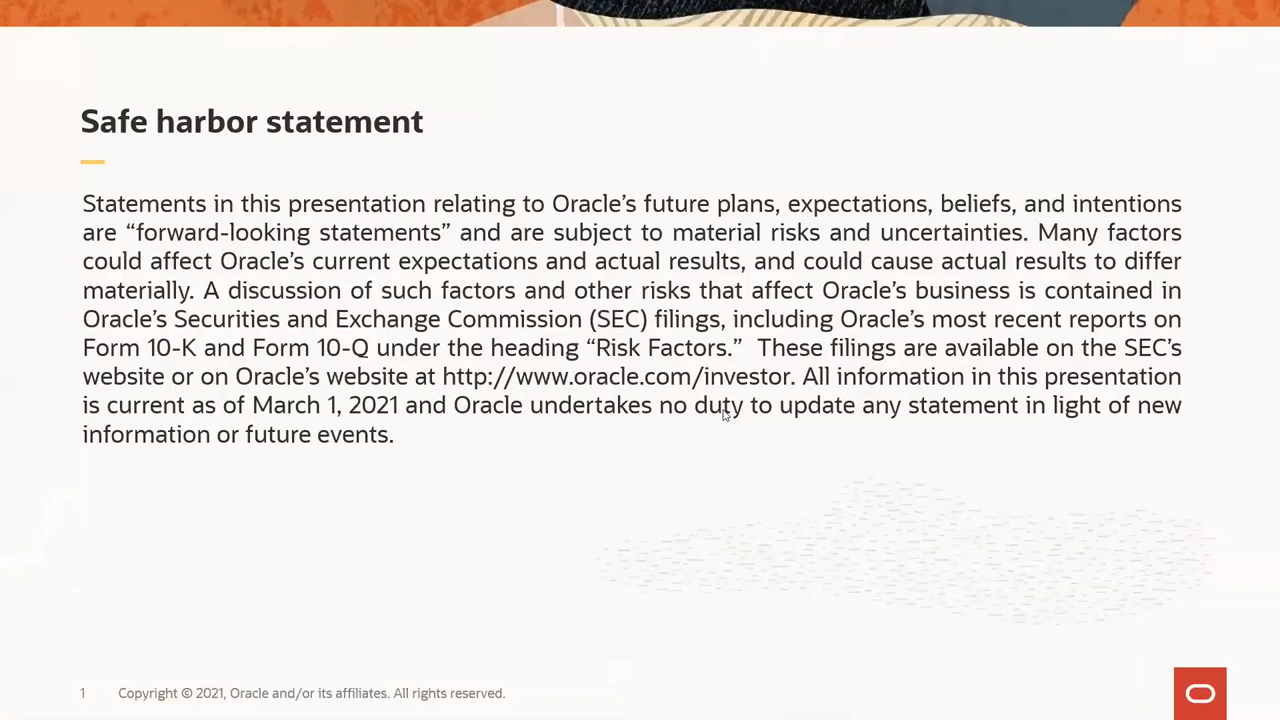 Safe harbor statement
Statements in this presentation relating to Oracle’s future plans, expectations, beliefs, and intentions
are “forward-looking statements” and are subject to material risks and uncertainties. Many factors
could affect Oracle’s current expectations and actual results, and could cause actual results to differ
materially. A discussion of such factors and other risks that affect Oracle’s business is contained in
Oracle’s Securities and Exchange Commission (SEC) filings, including Oracle’s most recent reports on
Form 10-K and Form 10-Q under the heading “Risk Factors.”  These filings are available on the SEC’s
website or on Oracle’s website at http://www.oracle.com/investor. All information in this presentation
is current as of March 1, 2021 and Oracle undertakes no duty to update any statement in light of new
information or future events.
1 Copyright © 2021, Oracle and/or its affiliates. All rights reserved.